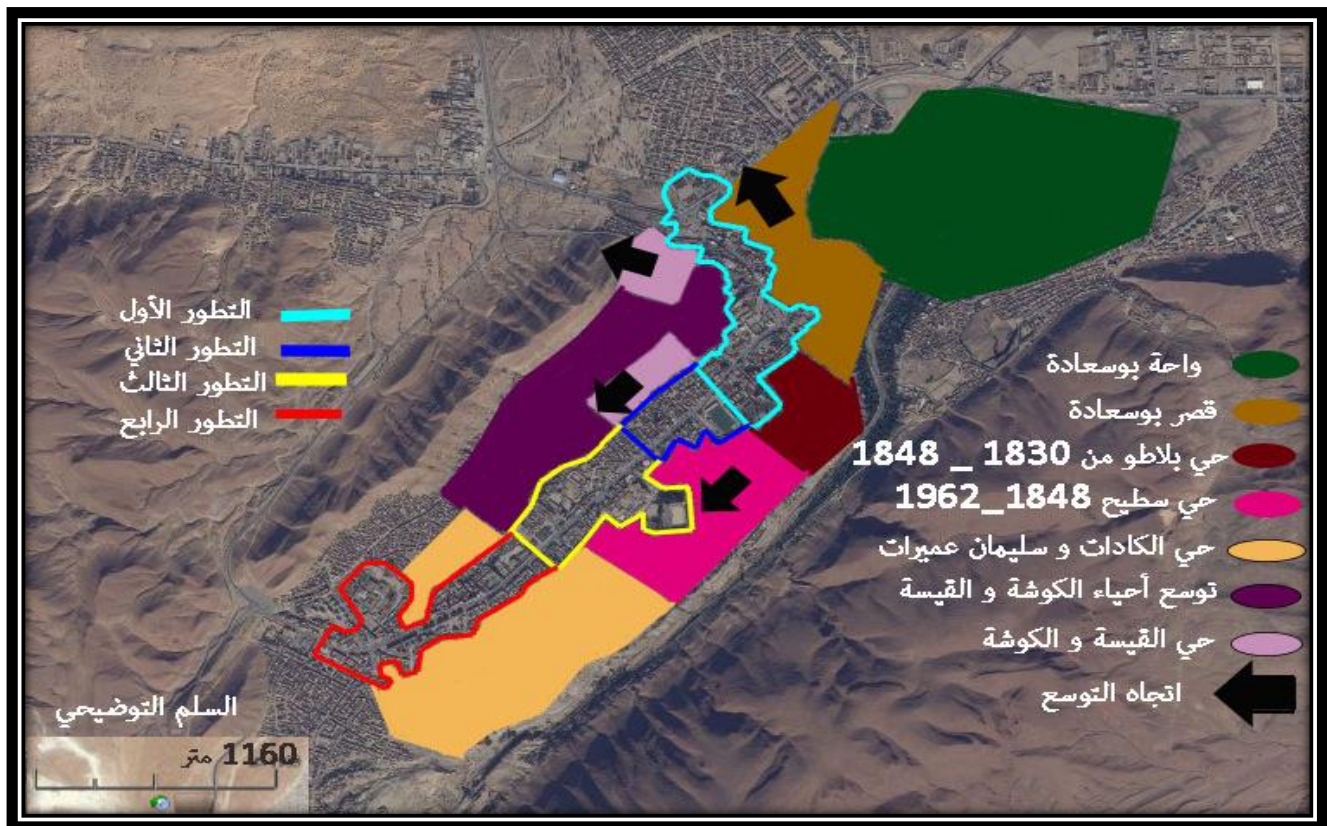 واحة بوسعادة
قصر بوسعادة
حي بلاطو من 1830 _ 1848
حي سطيح 1848_1962
حي الكادات و سليمان عميرات
توسع أحياء الكوشة و القيسة
حي القيسة و الكوشة
اتجاه التوسع
التطور الأول
التطور الثاني
التطور الثالث
التطور الرابع
السلم التوضيحي
1160 متر